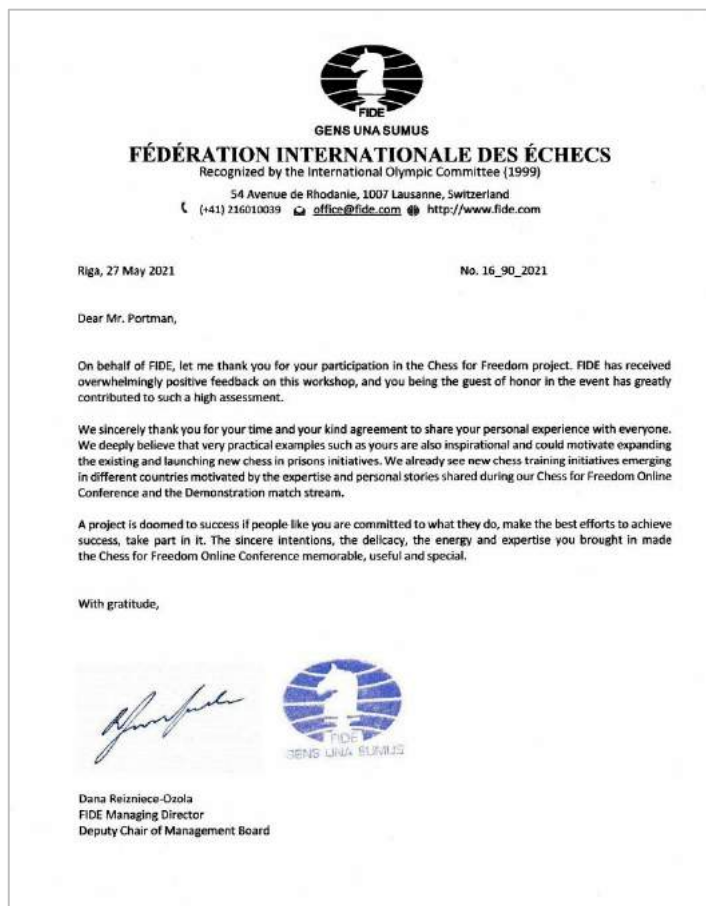 FIDE
GENS UNA SUMUS
FÉDÉRATION INTERNATIONALE DES ÉCHECS
Recognized by the International Olympic Committee (1999)
54 Avenue de Rhodanie, 1007 Lausanne, Switzerland
(+41) 216010039 office@fide.com http://www.fide.com
Riga, 27 May 2021 No. 16_90_2021
Dear Mr. Portman,
On behalf of FIDE, let me thank you for your participation in the Chess for Freedom project. FIDE has received
overwhelmingly positive feedback on this workshop, and you being the guest of honor in the event has greatly
contributed to such a high assessment.
We sincerely thank you for your time and your kind agreement to share your personal experience with everyone.
We deeply believe that very practical examples such as yours are also inspirational and could motivate expanding
the existing and launching new chess in prisons initiatives. We already see new chess training initiatives emerging
in different countries motivated by the expertise and personal stories shared during our Chess for Freedom Online
Conference and the Demonstration match stream.
A project is doomed to success if people like you are committed to what they do, make the best efforts to achieve
success, take part in it. The sincere intentions, the delicacy, the energy and expertise you brought in made
the Chess for Freedom Online Conference memorable, useful and special.
With gratitude,
FIDE
GENS UNA SUMUS
Dana Reizniece-Ozola
FIDE Managing Director
Deputy Chair of Management Board